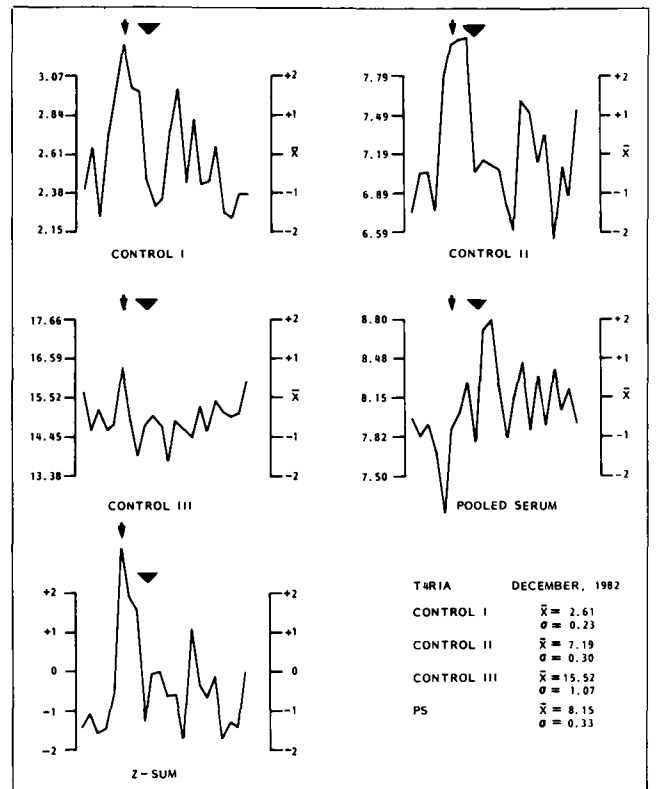 3.07
2.84
2.61
2.38
2.15
+2
+1
X̄
-1
-2
CONTROL I
7.79
7.49
7.19
6.89
6.59
+2
+1
X̄
-1
-2
CONTROL II
17.66
16.59
15.52
14.45
13.38
+2
+1
X̄
-1
-2
CONTROL III
8.80
8.48
8.15
7.82
7.50
+2
+1
X̄
-1
-2
POOLED SERUM
+2
+1
0
-1
-2
+2
+1
0
-1
-2
Z-SUM
T4RIA DECEMBER, 1982
CONTROL I X̄ = 2.61
σ = 0.23
CONTROL II X̄ = 7.19
σ = 0.30
CONTROL III X̄ = 15.52
σ = 1.07
PS X̄ = 8.15
σ = 0.33